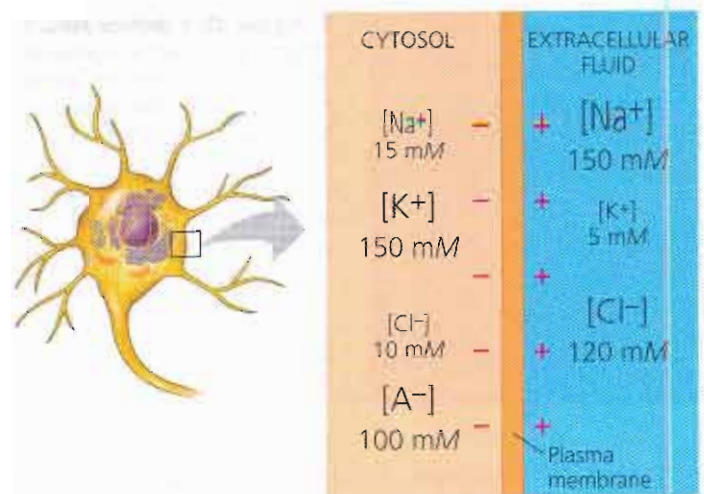 CYTOSOL
[Na+]
15 mM
[K+]
150 mM
[Cl−]
10 mM
[A−]
100 mM
EXTRACELLULAR
FLUID
[Na+]
150 mM
[K+]
5 mM
[Cl−]
120 mM
Plasma
membrane